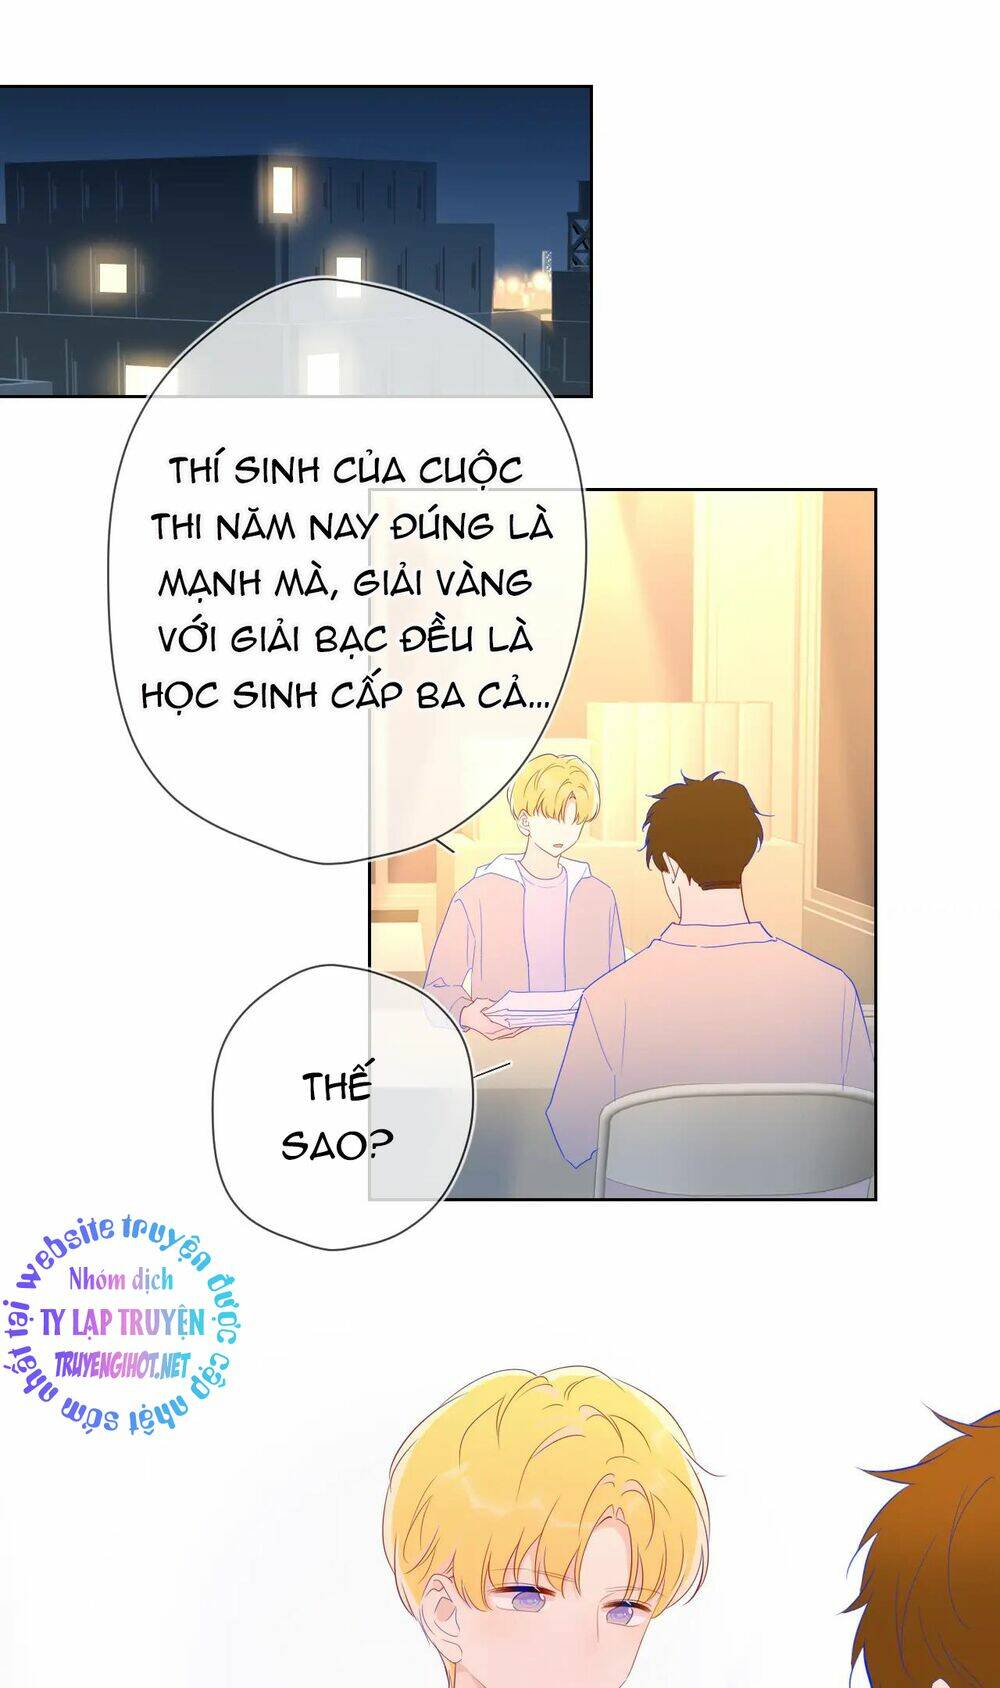 THÍ SINH CỦA CUỘC
THI NĂM NAY ĐÚNG LÀ
MẠNH MÀ, GIẢI VÀNG
VỚI GIẢI BẠC ĐỀU LÀ
HỌC SINH CẤP BA CẢ...
THẾ
SAO?
truyện được cập nhật sớm nhất tại website
Nhóm dịch
TY LẠP TRUYỆN
TRUYENGIHOT.NET